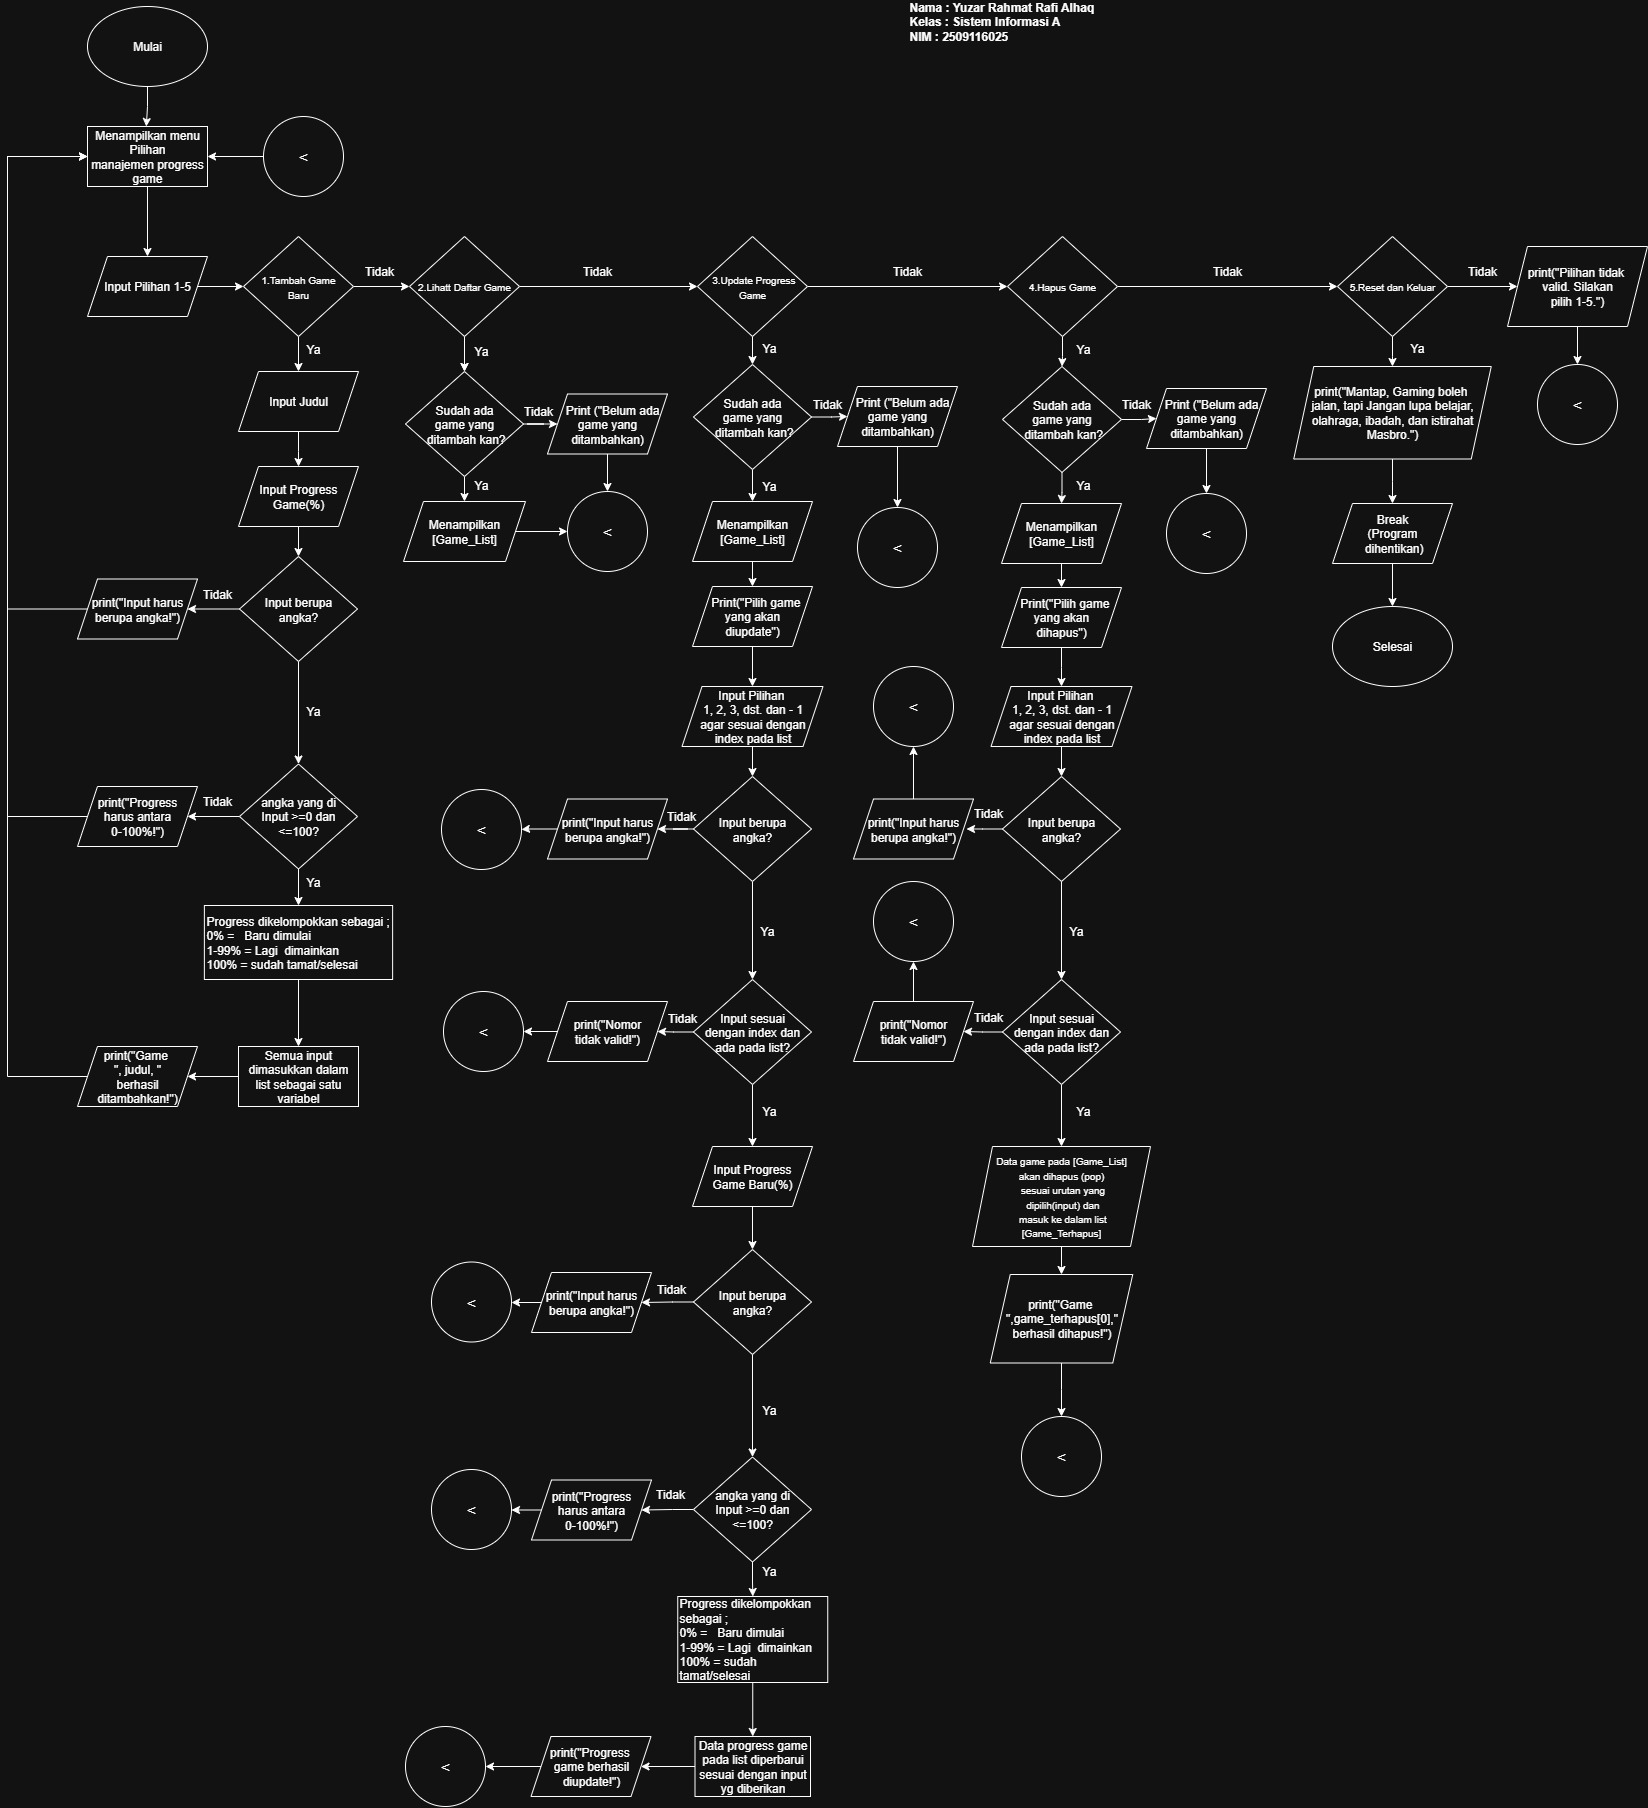 Nama : Yuzar Rahmat Rafi Alhaq
Kelas : Sistem Informasi A
NIM : 2509116025
Mulai
Menampilkan menu
Pilihan
manajemen progress
game
<
Input Pilihan 1-5
1.Tambah Game
Baru
Tidak
2.Lihatt Daftar Game
Tidak
3.Update Progress
Game
Tidak
4.Hapus Game
Tidak
5.Reset dan Keluar
Tidak
print("Pilihan tidak
valid. Silakan
pilih 1-5.")
<
Ya
Input Judul
Input Progress
Game(%)
Input berupa
angka?
Tidak
print("Input harus
berupa angka!")
Ya
angka yang di
Input >=0 dan
<=100?
Tidak
print("Progress
harus antara
0-100%!")
Ya
Progress dikelompokkan sebagai ;
0% =   Baru dimulai
1-99% = Lagi  dimainkan
100% = sudah tamat/selesai
Semua input
dimasukkan dalam
list sebagai satu
variabel
print("Game
", judul, "
berhasil
ditambahkan!")
Ya
Sudah ada
game yang
ditambah kan?
Tidak
Print ("Belum ada
game yang
ditambahkan)
<
Ya
Menampilkan
[Game_List]
Ya
Sudah ada
game yang
ditambah kan?
Tidak
Print ("Belum ada
game yang
ditambahkan)
<
Ya
Menampilkan
[Game_List]
Print("Pilih game
yang akan
diupdate")
Input Pilihan
1, 2, 3, dst. dan - 1
agar sesuai dengan
index pada list
Input berupa
angka?
Tidak
print("Input harus
berupa angka!")
<
Ya
Input sesuai
dengan index dan
ada pada list?
Tidak
print("Nomor
tidak valid!")
<
Ya
Input Progress
Game Baru(%)
Input berupa
angka?
Tidak
print("Input harus
berupa angka!")
<
Ya
angka yang di
Input >=0 dan
<=100?
Tidak
print("Progress
harus antara
0-100%!")
<
Ya
Progress dikelompokkan
sebagai ;
0% =   Baru dimulai
1-99% = Lagi  dimainkan
100% = sudah
tamat/selesai
Data progress game
pada list diperbarui
sesuai dengan input
yg diberikan
print("Progress
game berhasil
diupdate!")
<
Ya
Sudah ada
game yang
ditambah kan?
Tidak
Print ("Belum ada
game yang
ditambahkan)
<
Ya
Menampilkan
[Game_List]
Print("Pilih game
yang akan
dihapus")
Input Pilihan
1, 2, 3, dst. dan - 1
agar sesuai dengan
index pada list
Input berupa
angka?
Tidak
print("Input harus
berupa angka!")
<
Ya
Input sesuai
dengan index dan
ada pada list?
Tidak
print("Nomor
tidak valid!")
<
Ya
Data game pada [Game_List]
akan dihapus (pop)
sesuai urutan yang
dipilih(input) dan
masuk ke dalam list
[Game_Terhapus]
print("Game
",game_terhapus[0],"
berhasil dihapus!")
<
Ya
print("Mantap, Gaming boleh
jalan, tapi Jangan lupa belajar,
olahraga, ibadah, dan istirahat
Masbro.")
Break
(Program
dihentikan)
Selesai